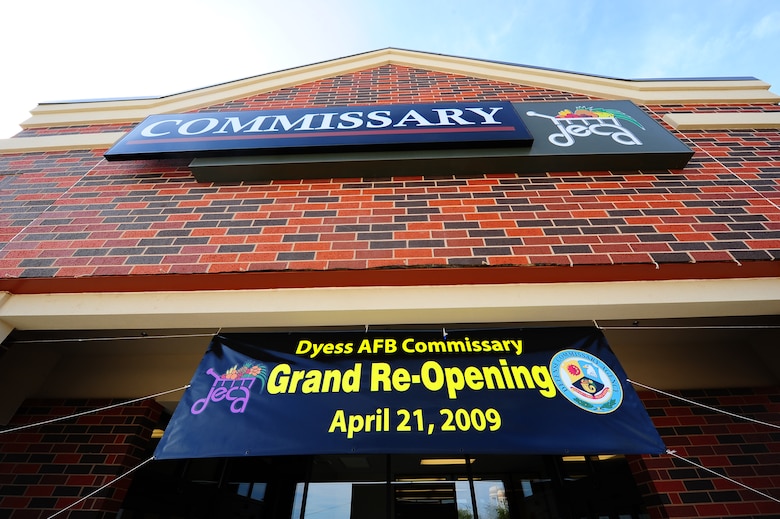 COMMISSARY deca
Dyess AFB Commissary
deca Grand Re-Opening
April 21, 2009